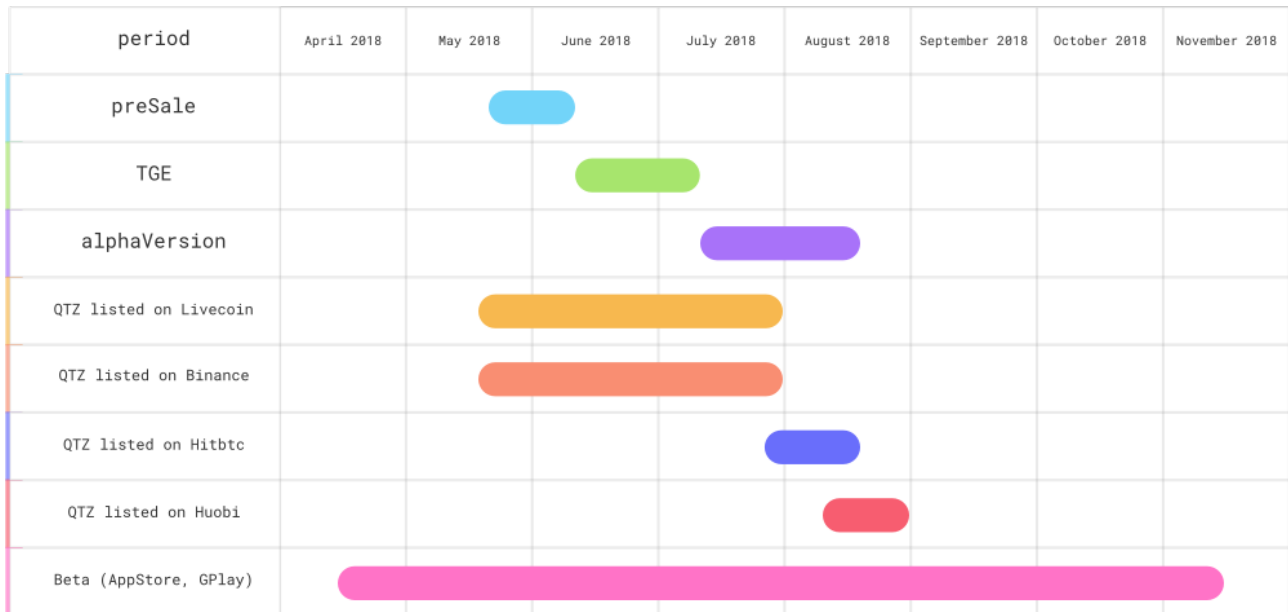 period
April 2018
May 2018
June 2018
July 2018
August 2018
September 2018
October 2018
November 2018
preSale
TGE
alphaVersion
QTZ listed on Livecoin
QTZ listed on Binance
QTZ listed on Hitbtc
QTZ listed on Huobi
Beta (AppStore, GPlay)